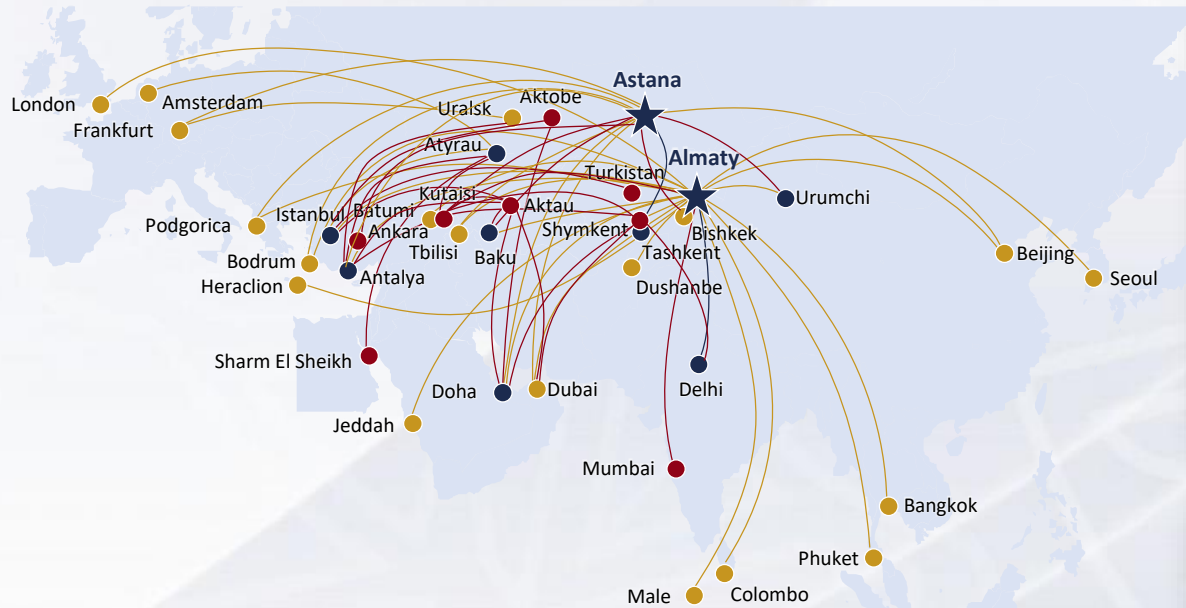 Astana
London
Amsterdam
Uralsk
Aktobe
Frankfurt
Atyrau
Almaty
Turkistan
Kutaisi
Urumchi
Istanbul
Batumi
Aktau
Podgorica
Ankara
Shymkent
Bishkek
Tbilisi
Baku
Tashkent
Beijing
Bodrum
Antalya
Seoul
Heraclion
Dushanbe
Sharm El Sheikh
Doha
Dubai
Delhi
Jeddah
Mumbai
Bangkok
Phuket
Male
Colombo